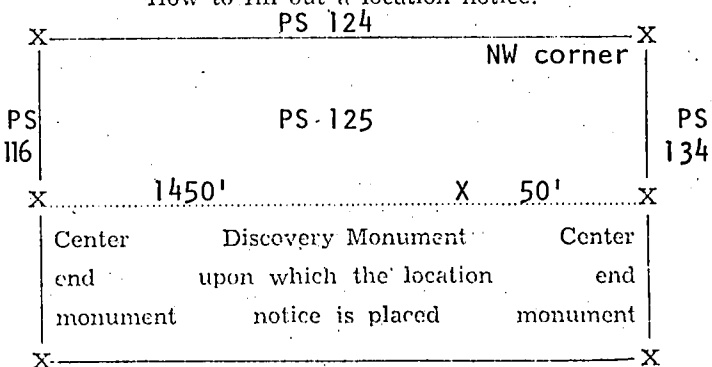 How to fill out a location notice.
PS 124
X X
NW corner
PS PS 125 PS
116 134
X 1450' X 50' X
Center Discovery Monument Center
end upon which the location end
monument notice is placed monument
X X